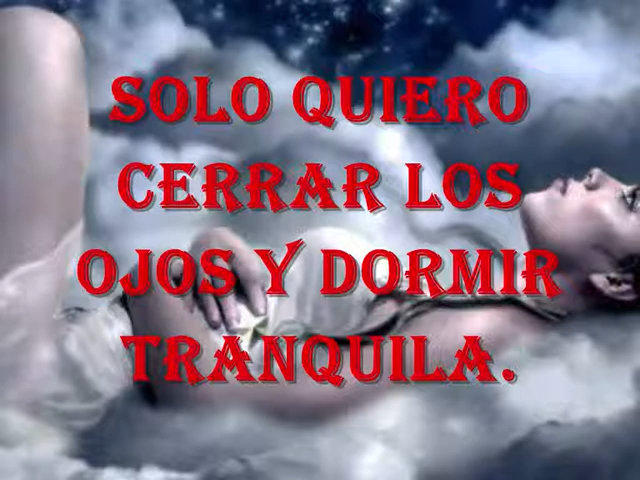 SOLO QUIERO
CERRAR LOS
OJOS Y DORMIR
TRANQUILA.